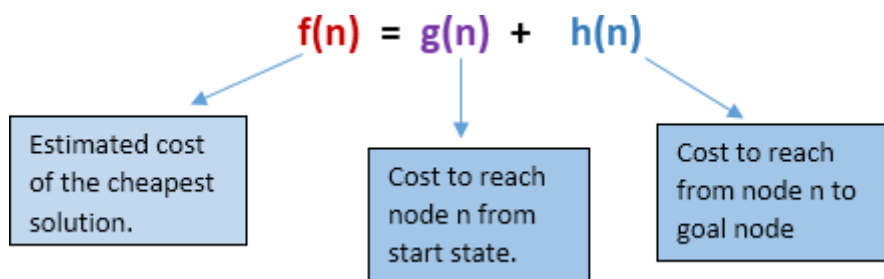 f(n) = g(n) + h(n)
Estimated cost
of the cheapest
solution.
Cost to reach
node n from
start state.
Cost to reach
from node n to
goal node